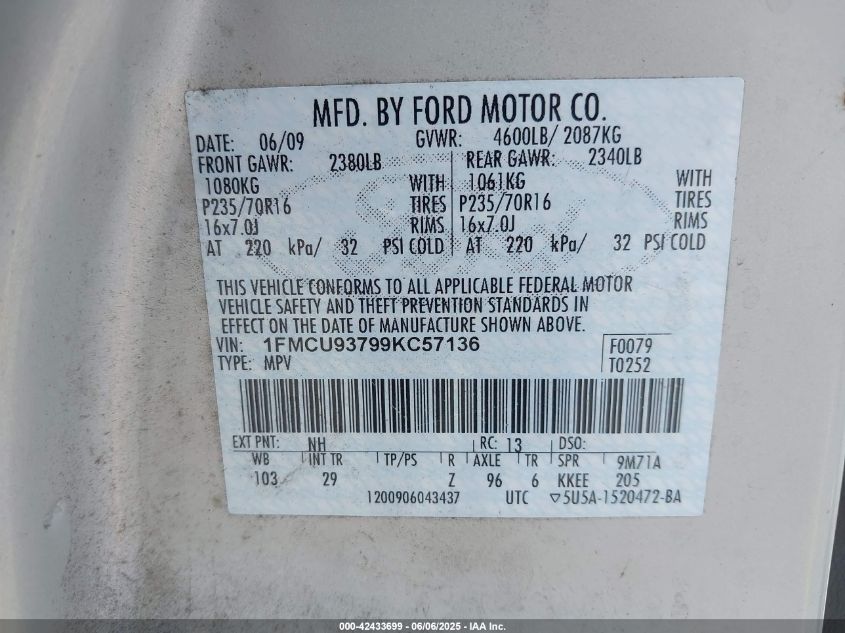 MFD. BY FORD MOTOR CO.
DATE: 06/09 GVWR: 4600LB/ 2087KG
FRONT GAWR: 2380LB REAR GAWR: 2340LB
1080KG WITH 1061KG WITH
P235/70R16 TIRES P235/70R16 TIRES
16x7.0J RIMS 16x7.0J RIMS
AT 220 kPa/ 32 PSI COLD AT 220 kPa/ 32 PSI COLD
THIS VEHICLE CONFORMS TO ALL APPLICABLE FEDERAL MOTOR
VEHICLE SAFETY AND THEFT PREVENTION STANDARDS IN
EFFECT ON THE DATE OF MANUFACTURE SHOWN ABOVE.
VIN: 1FMCU93799KC57136 F0079
TYPE: MPV T0252
EXT PNT: NH RC: 13 DSO:
WB INT TR TP/PS R AXLE TR SPR 9M71A
103 29 Z 96 6 KKEE 205
1200906043437 UTC ▽5U5A-1520472-BA
000-42433699 - 06/06/2025 - IAA Inc.